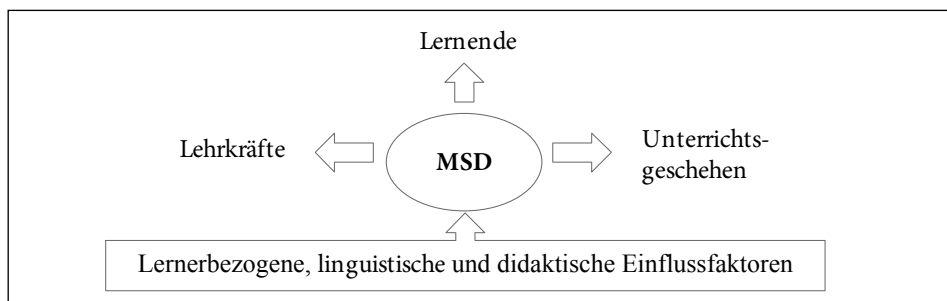 Lernende
Lehrkräfte
MSD
Unterrichts-
geschehen
Lernerbezogene, linguistische und didaktische Einflussfaktoren